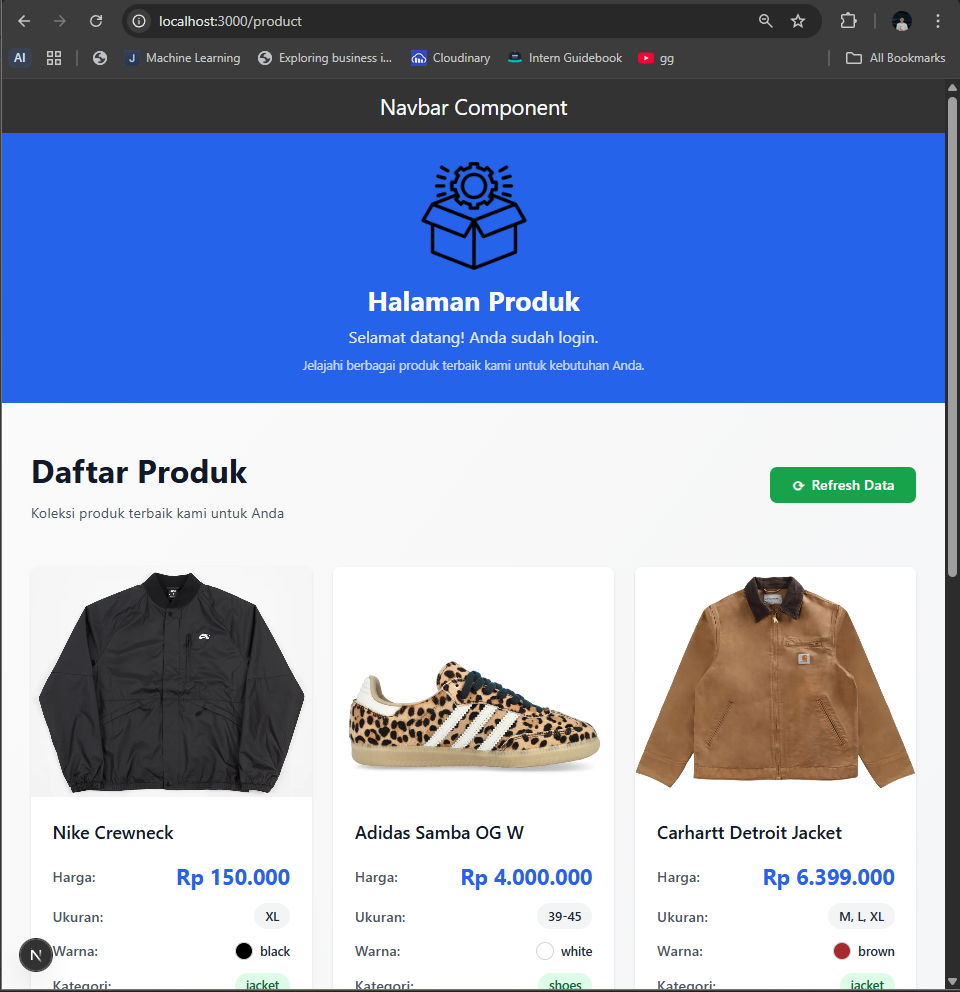 localhost:3000/product
AI
J Machine Learning
Exploring business i...
Cloudinary
Intern Guidebook
gg
All Bookmarks
Navbar Component
Halaman Produk
Selamat datang! Anda sudah login.
Jelajahi berbagai produk terbaik kami untuk kebutuhan Anda.
Daftar Produk
Koleksi produk terbaik kami untuk Anda
⟳ Refresh Data
Nike Crewneck
Harga: Rp 150.000
Ukuran: XL
Warna: black
Kategori: jacket
Adidas Samba OG W
Harga: Rp 4.000.000
Ukuran: 39-45
Warna: white
Kategori: shoes
Carhartt Detroit Jacket
Harga: Rp 6.399.000
Ukuran: M, L, XL
Warna: brown
Kategori: jacket
N